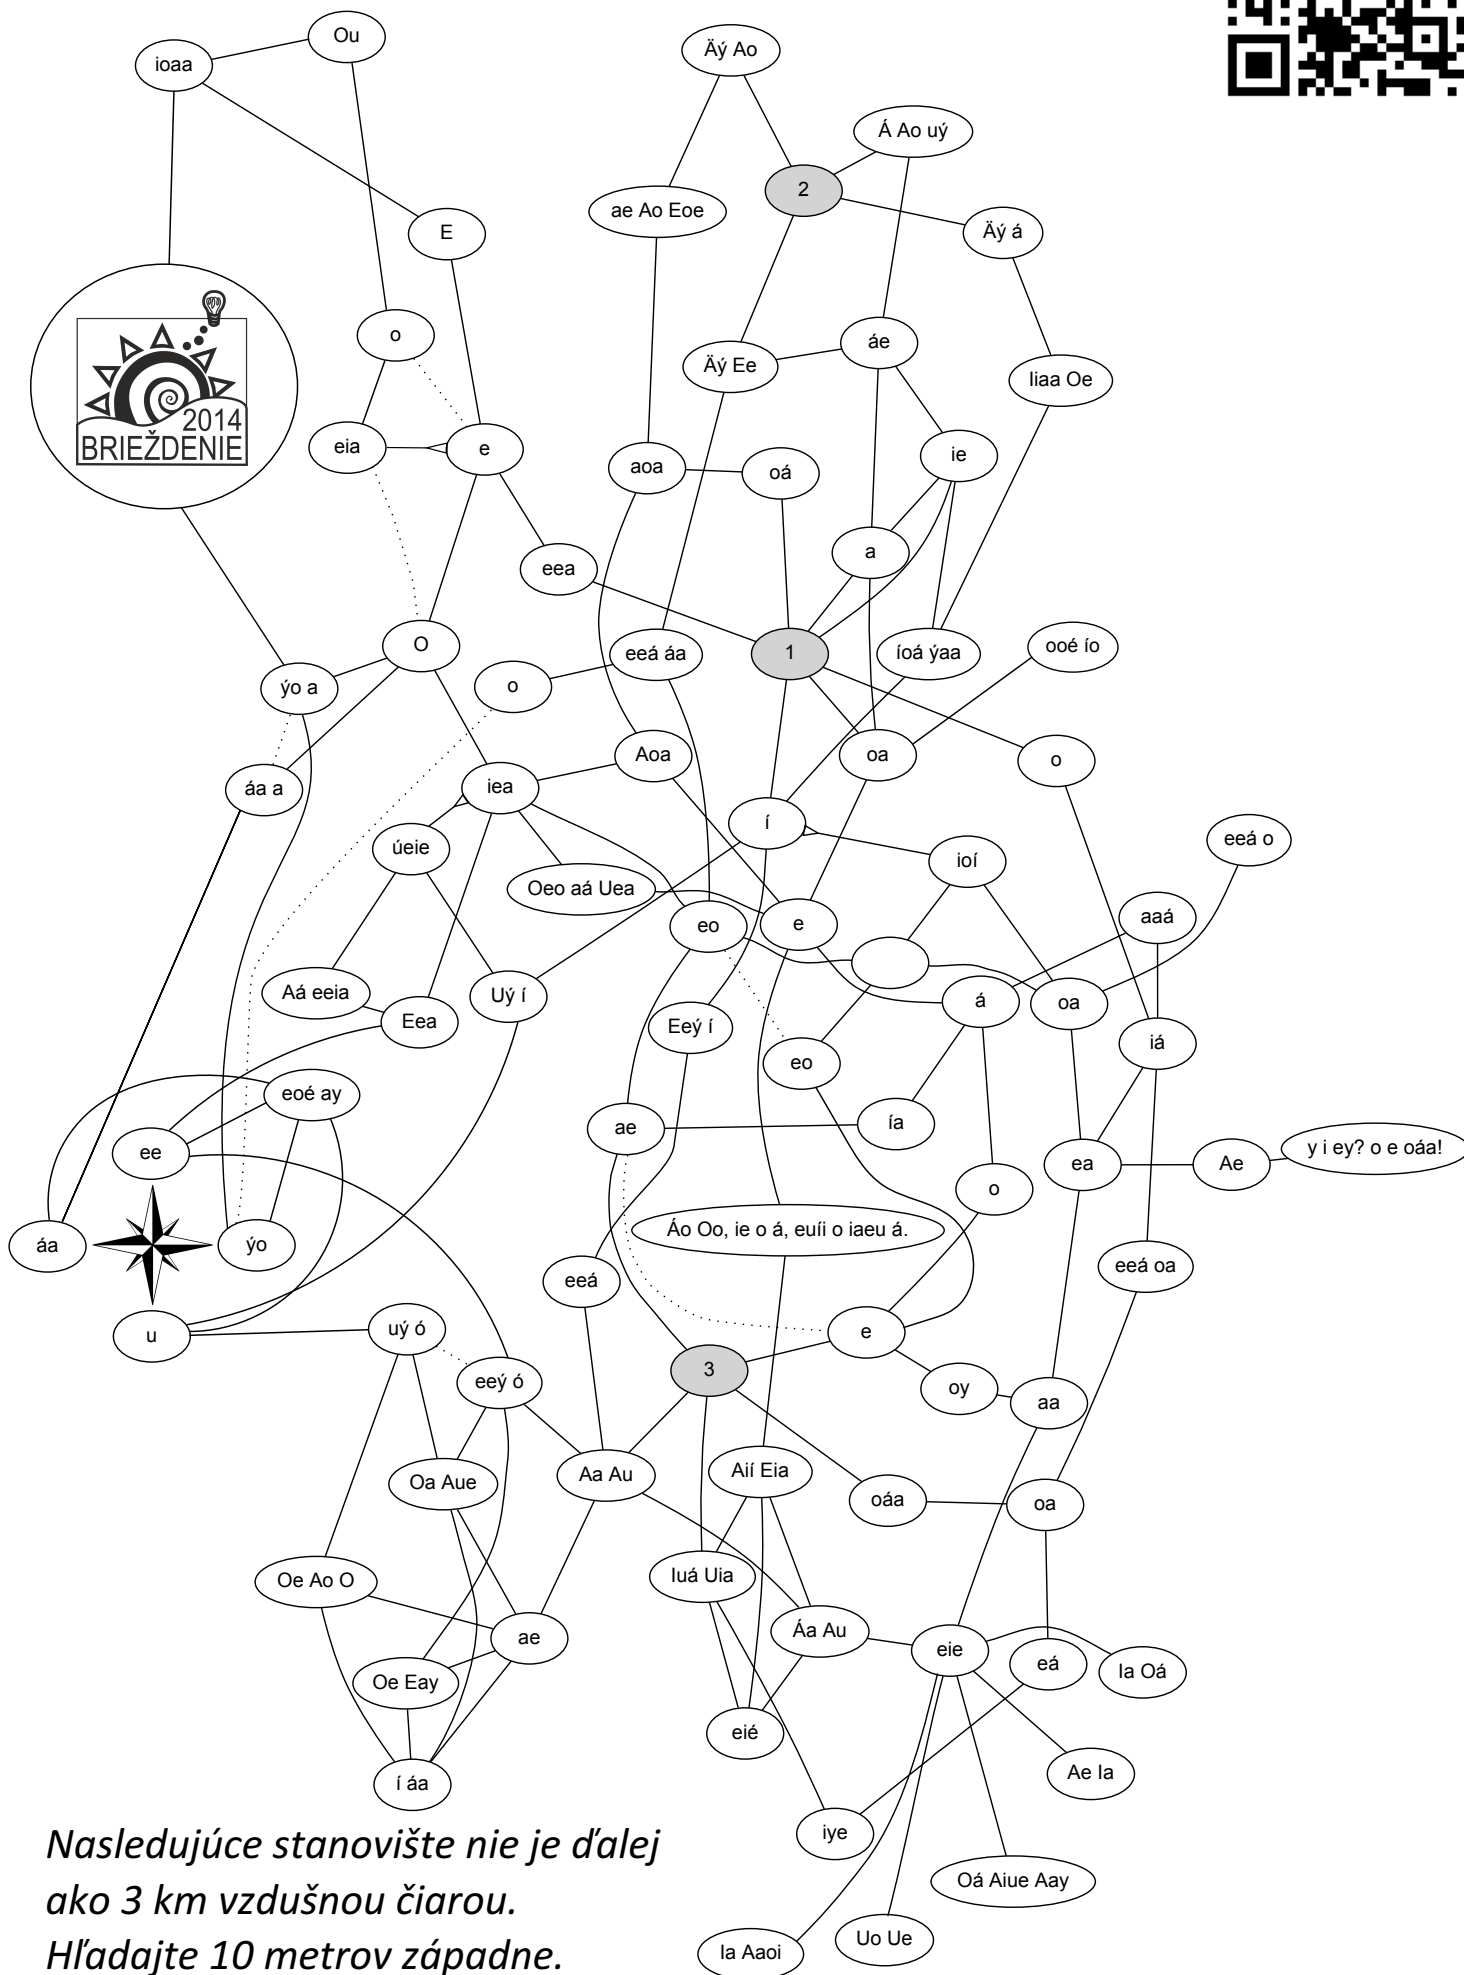 Ou
ioaa
Äý Ao
Á Ao uý
2
ae Ao Eoe
E
Äý á
o
áe
Äý Ee
Iiaa Oe
2014
BRIEŽDENIE
eia
e
ie
aoa
oá
a
eea
O
eeá áa
1
íoá ýaa
ooé ío
ýo a
o
Aoa
oa
o
áa a
iea
í
eeá o
úeie
ioí
Oeo aá Uea
aaá
eo
e
Aá eeia
Uý í
á
oa
Eea
Eeý í
iá
eo
eoé ay
ae
ía
ee
y i ey? o e oáa!
ea
Ae
o
Áo Oo, ie o á, euíi o iaeu á.
áa
ýo
eeá oa
eeá
u
uý ó
e
3
eeý ó
oy
aa
Oa Aue
Aa Au
Aií Eia
oáa
oa
Iuá Uia
Oe Ao O
Áa Au
ae
eie
eá
Ia Oá
Oe Eay
eié
Ae Ia
í áa
iye
Nasledujúce stanovište nie je ďalej
Oá Aiue Aay
ako 3 km vzdušnou čiarou.
Uo Ue
Ia Aaoi
Hľadajte 10 metrov západne.